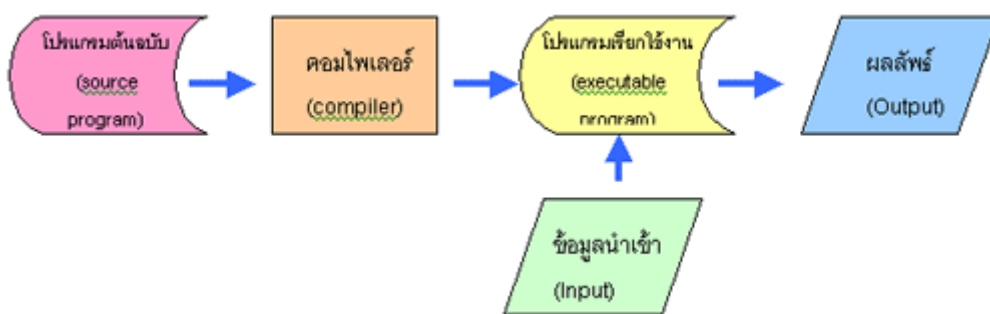 โปรแกรมต้นฉบับ
(source
program)
คอมไพเลอร์
(compiler)
โปรแกรมเรียกใช้งาน
(executable
program)
ผลลัพธ์
(Output)
ข้อมูลนำเข้า
(Input)